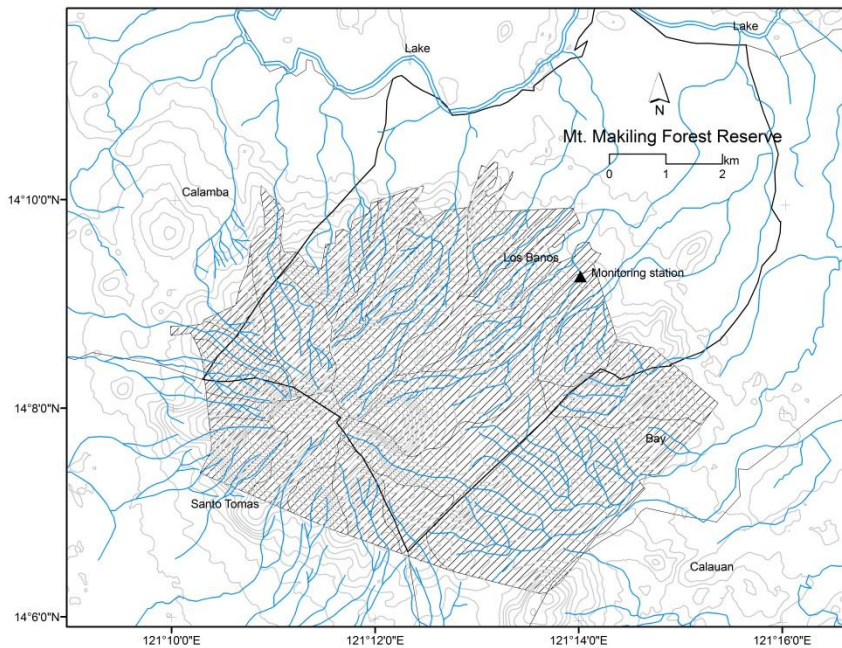 Lake
Lake
N
Mt. Makiling Forest Reserve
km
0 1 2
Calamba
14°10'0"N
Los Banos
Monitoring station
14°8'0"N
Bay
Santo Tomas
Calauan
14°6'0"N
121°10'0"E 121°12'0"E 121°14'0"E 121°16'0"E